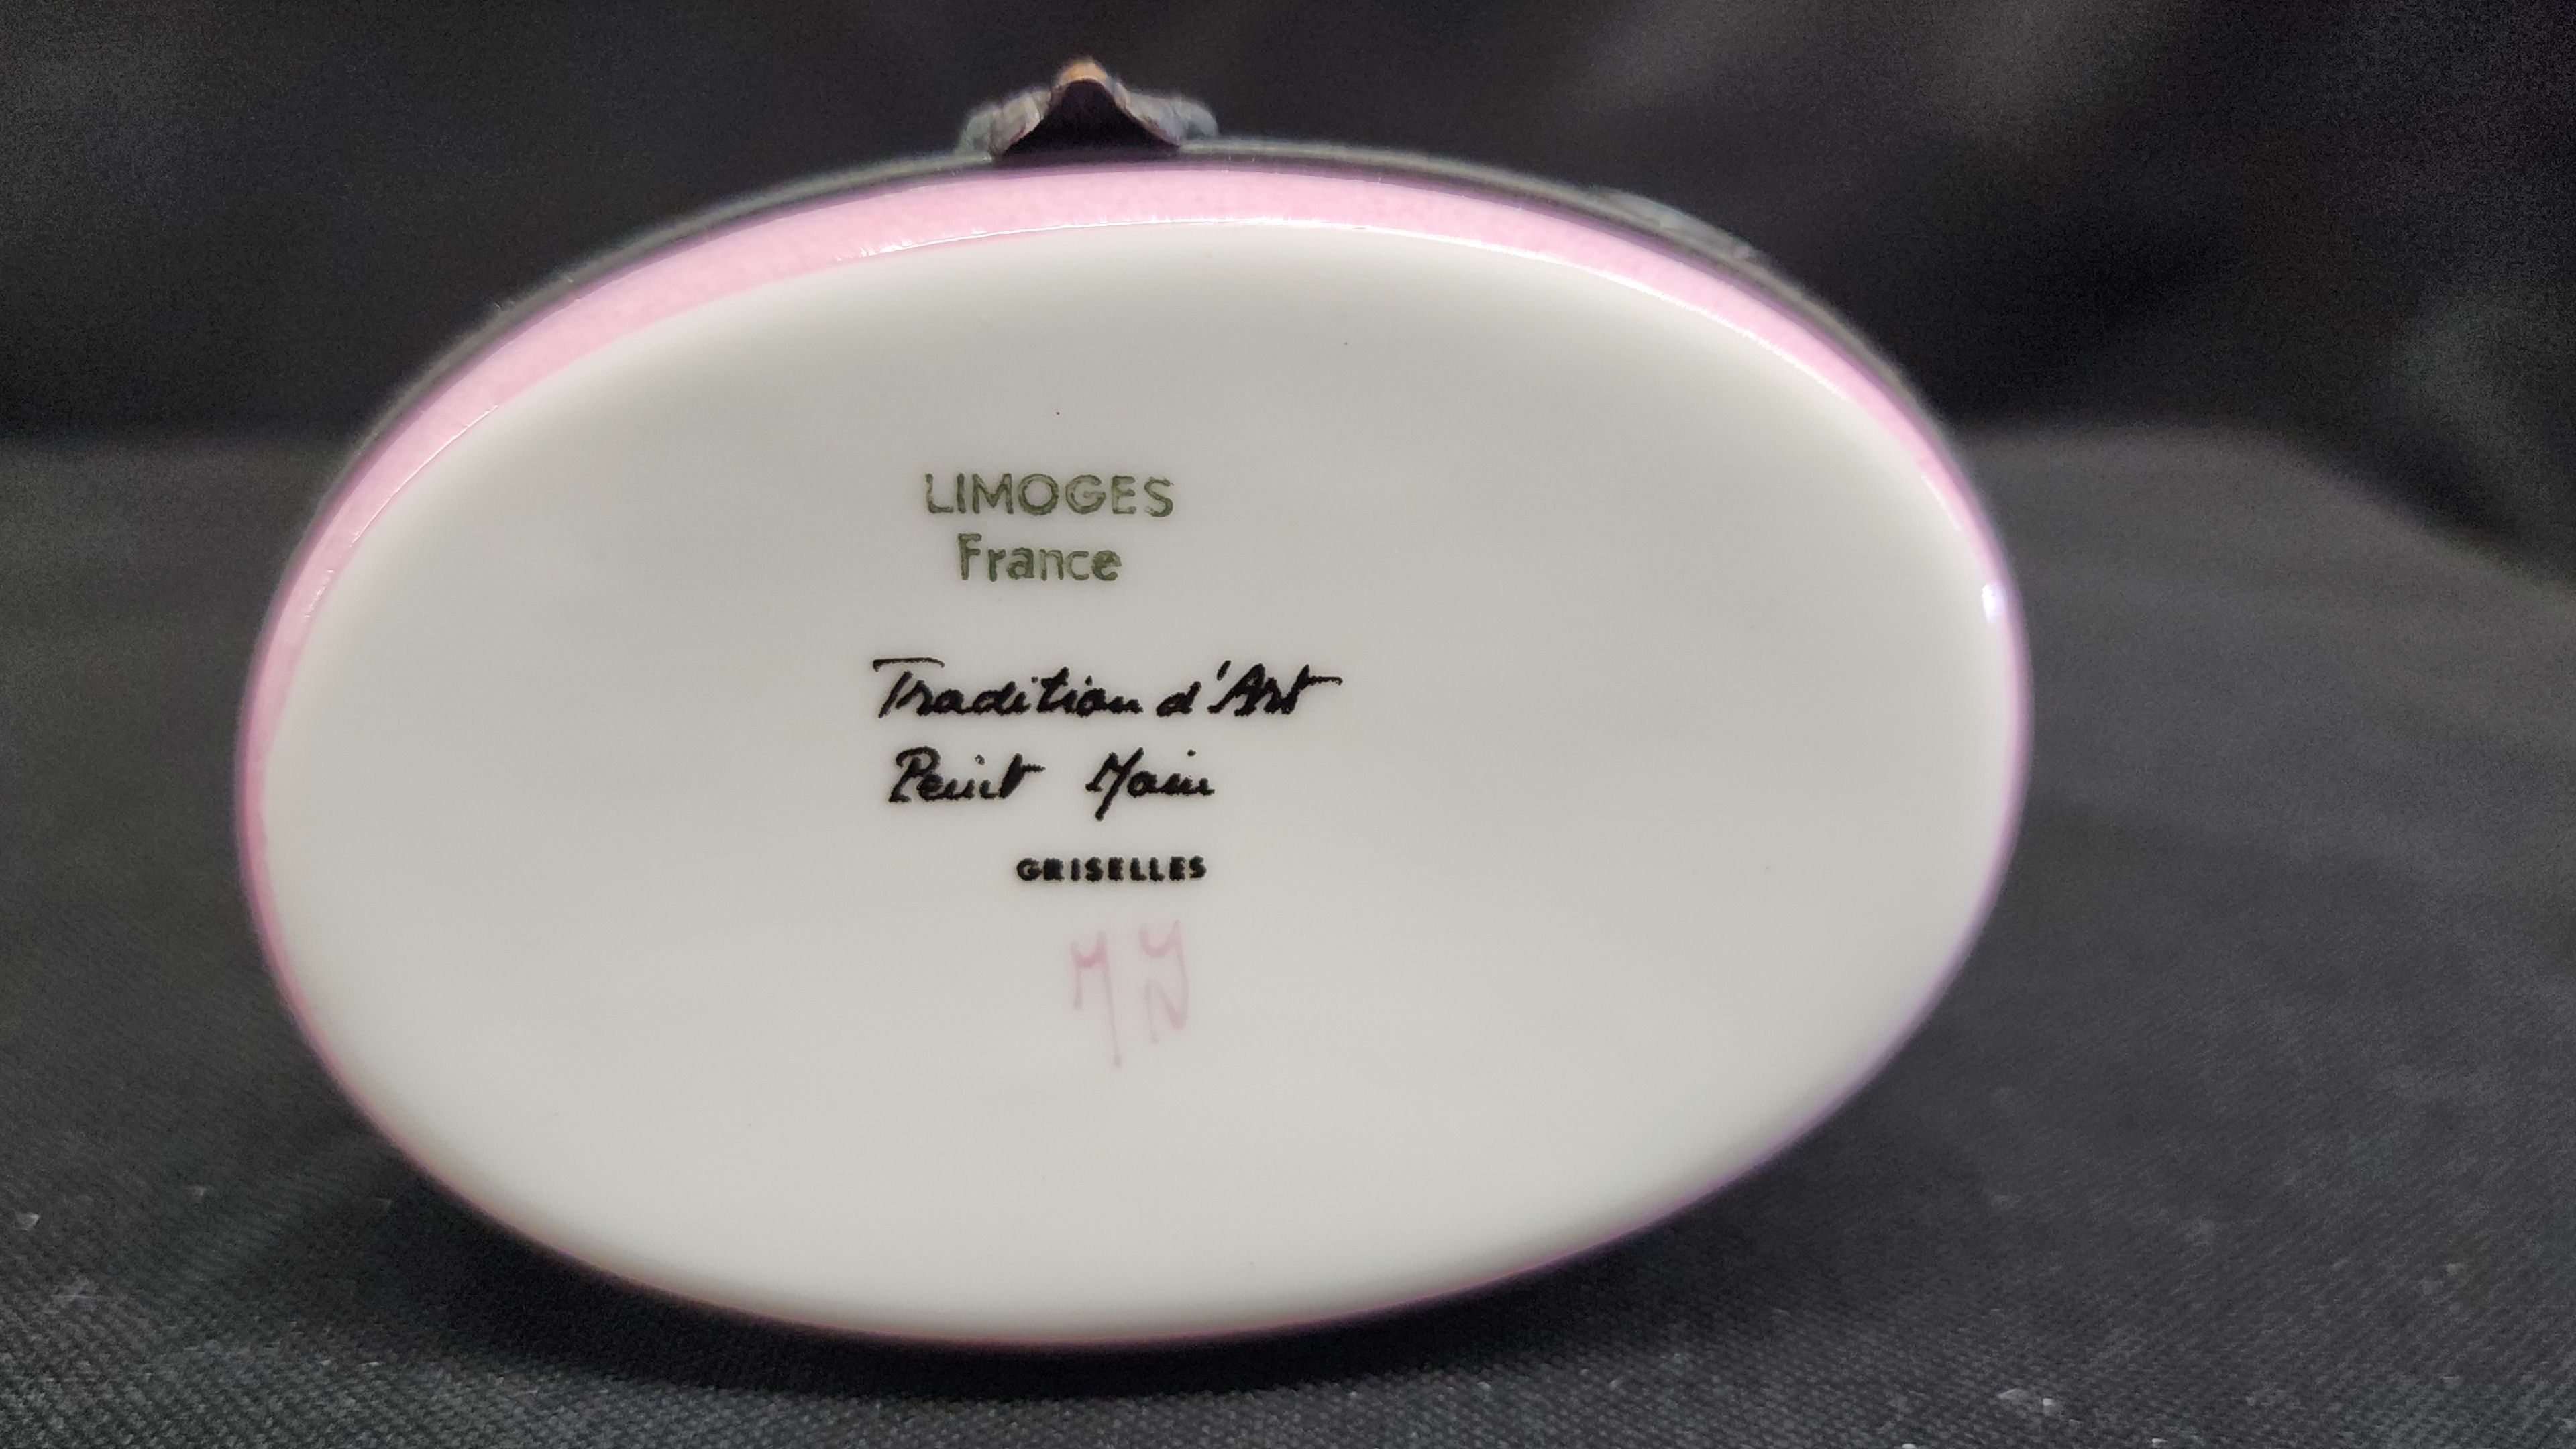 LIMOGES
France
Tradition d'Art
Peint Main
GRISELLES